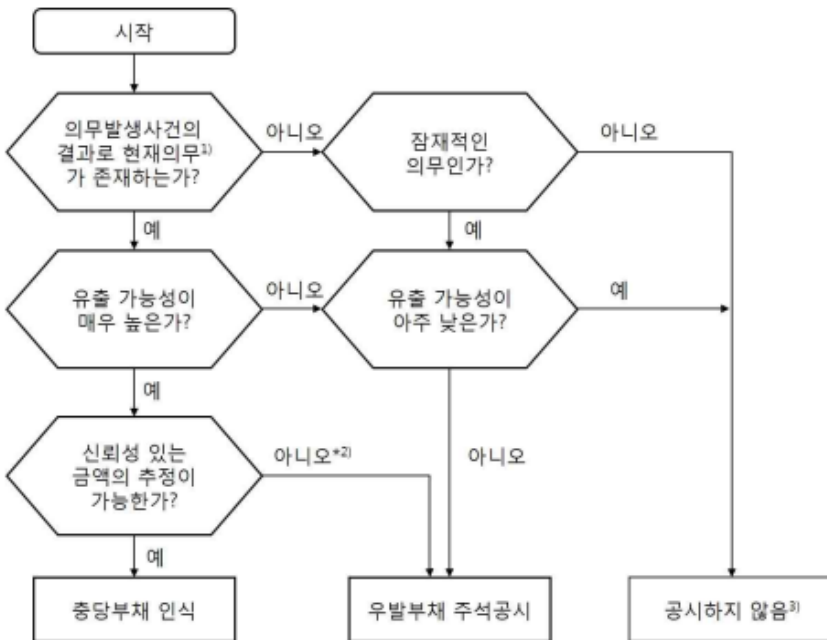 시작
의무발생사건의
결과로 현재의무1)
가 존재하는가?
아니오
잠재적인
의무인가?
아니오
예
예
유출 가능성이
매우 높은가?
아니오
유출 가능성이
아주 낮은가?
예
예
신뢰성 있는
금액의 추정이
가능한가?
아니오*2)
아니오
예
충당부채 인식
우발부채 주석공시
공시하지 않음3)